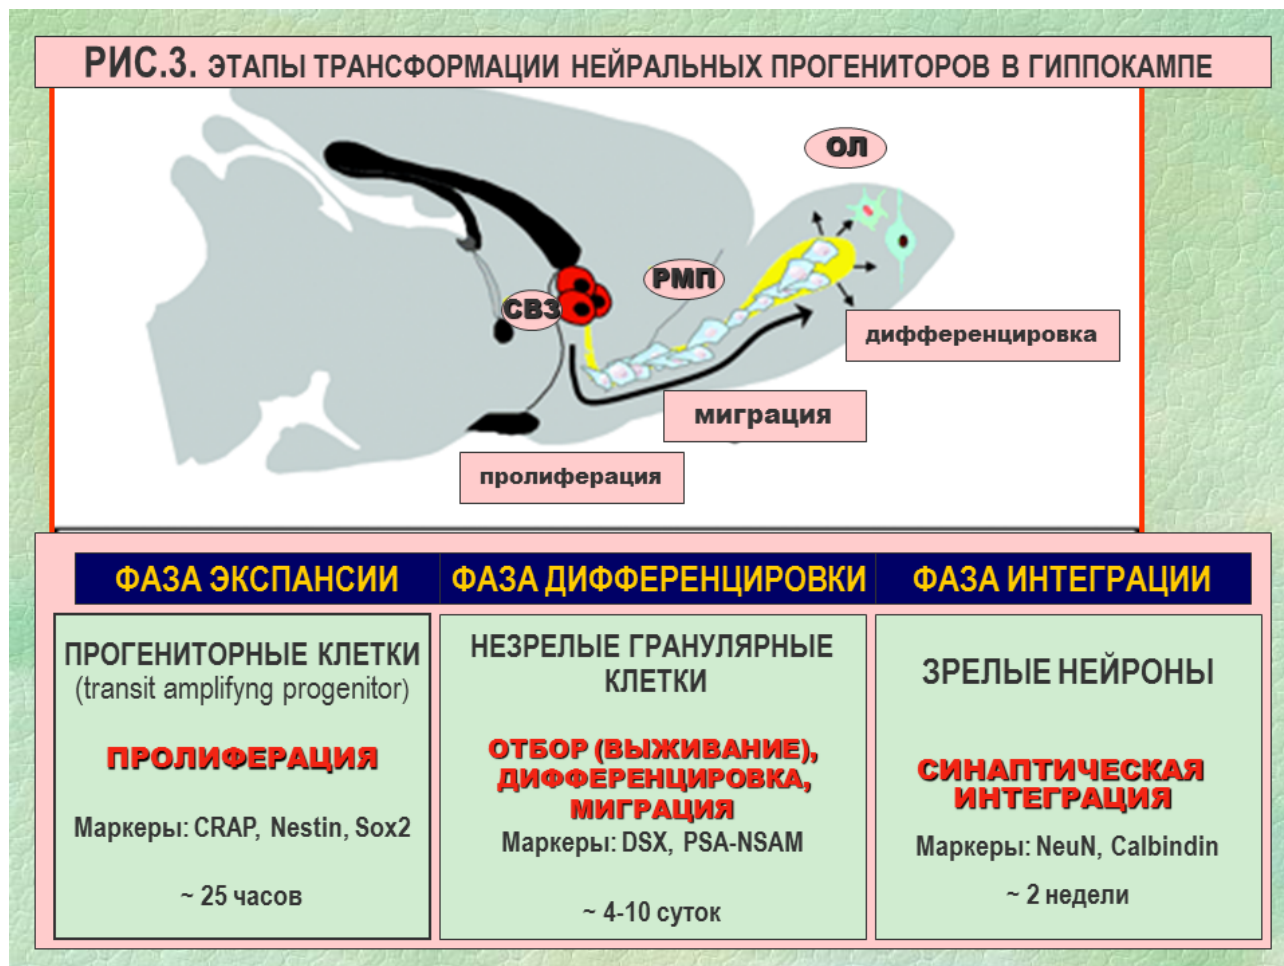 РИС.3. ЭТАПЫ ТРАНСФОРМАЦИИ НЕЙРАЛЬНЫХ ПРОГЕНИТОРОВ В ГИППОКАМПЕ
ОЛ
РМП
СВЗ
дифференцировка
миграция
пролиферация
ФАЗА ЭКСПАНСИИ
ПРОГЕНИТОРНЫЕ КЛЕТКИ
(transit amplifyng progenitor)
ПРОЛИФЕРАЦИЯ
Маркеры: CRAP, Nestin, Sox2
~ 25 часов
ФАЗА ДИФФЕРЕНЦИРОВКИ
НЕЗРЕЛЫЕ ГРАНУЛЯРНЫЕ
КЛЕТКИ
ОТБОР (ВЫЖИВАНИЕ),
ДИФФЕРЕНЦИРОВКА,
МИГРАЦИЯ
Маркеры: DSX, PSA-NSAM
~ 4-10 суток
ФАЗА ИНТЕГРАЦИИ
ЗРЕЛЫЕ НЕЙРОНЫ
СИНАПТИЧЕСКАЯ
ИНТЕГРАЦИЯ
Маркеры: NeuN, Calbindin
~ 2 недели